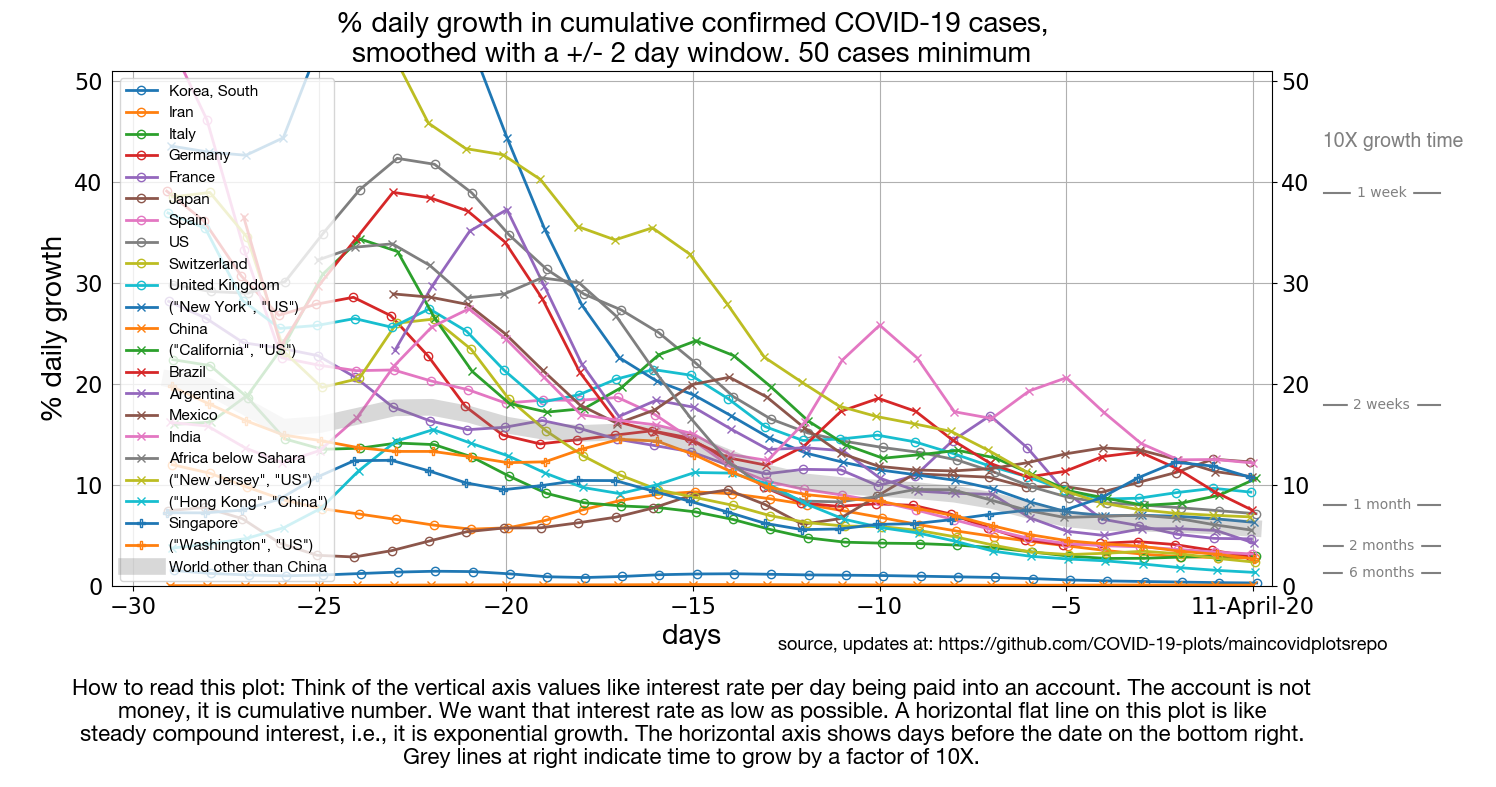 % daily growth in cumulative confirmed COVID-19 cases,
smoothed with a +/- 2 day window. 50 cases minimum
% daily growth
50
40
30
20
10
0
Korea, South
Iran
Italy
Germany
France
Japan
Spain
US
Switzerland
United Kingdom
("New York", "US")
China
("California", "US")
Brazil
Argentina
Mexico
India
Africa below Sahara
("New Jersey", "US")
("Hong Kong", "China")
Singapore
("Washington", "US")
World other than China
50
40
30
20
10
0
10X growth time
1 week
2 weeks
1 month
2 months
6 months
−30
−25
−20
−15
−10
−5
11-April-20
days
source, updates at: https://github.com/COVID-19-plots/maincovidplotsrepo
How to read this plot: Think of the vertical axis values like interest rate per day being paid into an account. The account is not
money, it is cumulative number. We want that interest rate as low as possible. A horizontal flat line on this plot is like
steady compound interest, i.e., it is exponential growth. The horizontal axis shows days before the date on the bottom right.
Grey lines at right indicate time to grow by a factor of 10X.